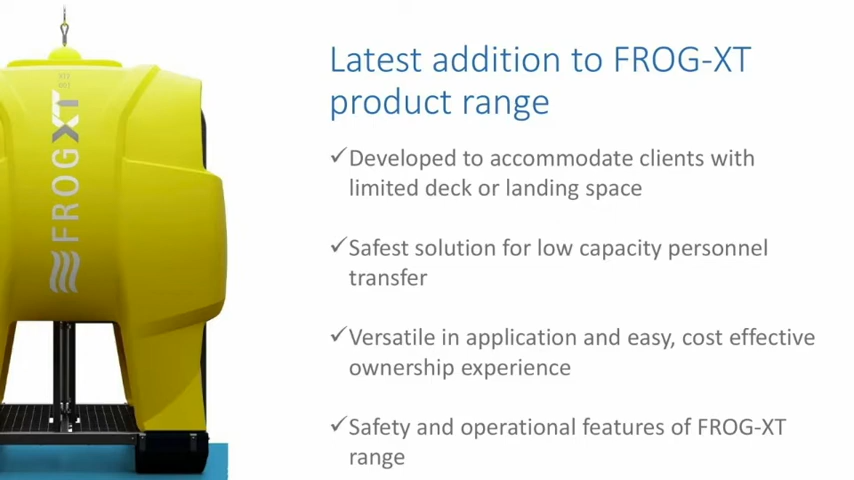 Latest addition to FROG-XT
product range
✓Developed to accommodate clients with
limited deck or landing space
✓Safest solution for low capacity personnel
transfer
✓Versatile in application and easy, cost effective
ownership experience
✓Safety and operational features of FROG-XT
range
FROGXT